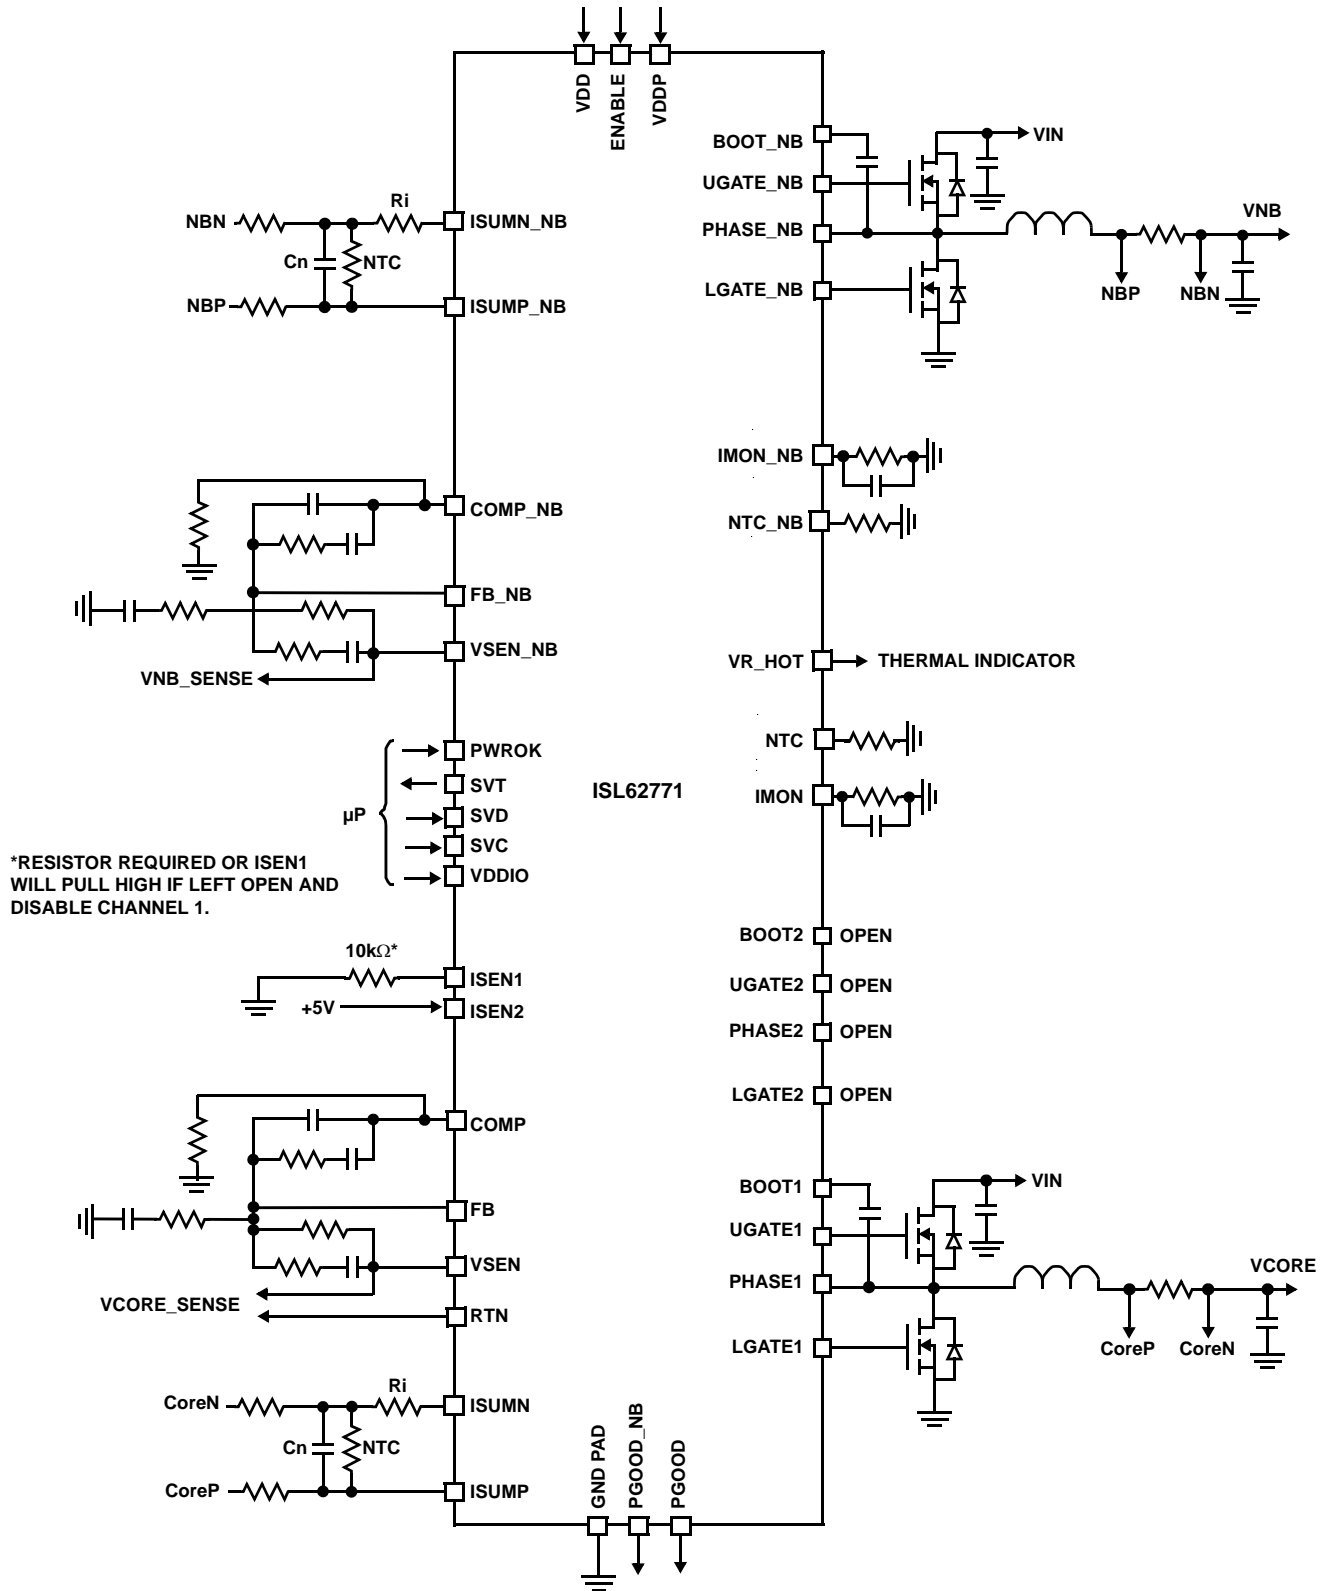 VDD
ENABLE
VDDP
BOOT_NB
VIN
UGATE_NB
Ri
NBN
ISUMN_NB
PHASE_NB
VNB
Cn
NTC
LGATE_NB
NBP
NBN
NBP
ISUMP_NB
IMON_NB
COMP_NB
NTC_NB
FB_NB
VSEN_NB
VR_HOT
THERMAL INDICATOR
VNB_SENSE
PWROK
NTC
SVT
ISL62771
IMON
µP
SVD
SVC
VDDIO
*RESISTOR REQUIRED OR ISEN1
WILL PULL HIGH IF LEFT OPEN AND
DISABLE CHANNEL 1.
BOOT2
OPEN
10kΩ*
ISEN1
UGATE2
OPEN
+5V
ISEN2
PHASE2
OPEN
LGATE2
OPEN
COMP
BOOT1
VIN
FB
UGATE1
VSEN
PHASE1
VCORE
VCORE_SENSE
RTN
LGATE1
CoreP
CoreN
Ri
CoreN
ISUMN
Cn
NTC
CoreP
ISUMP
GND PAD
PGOOD_NB
PGOOD